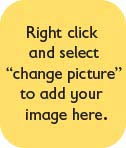 Right click
and select
“change picture”
to add your
image here.